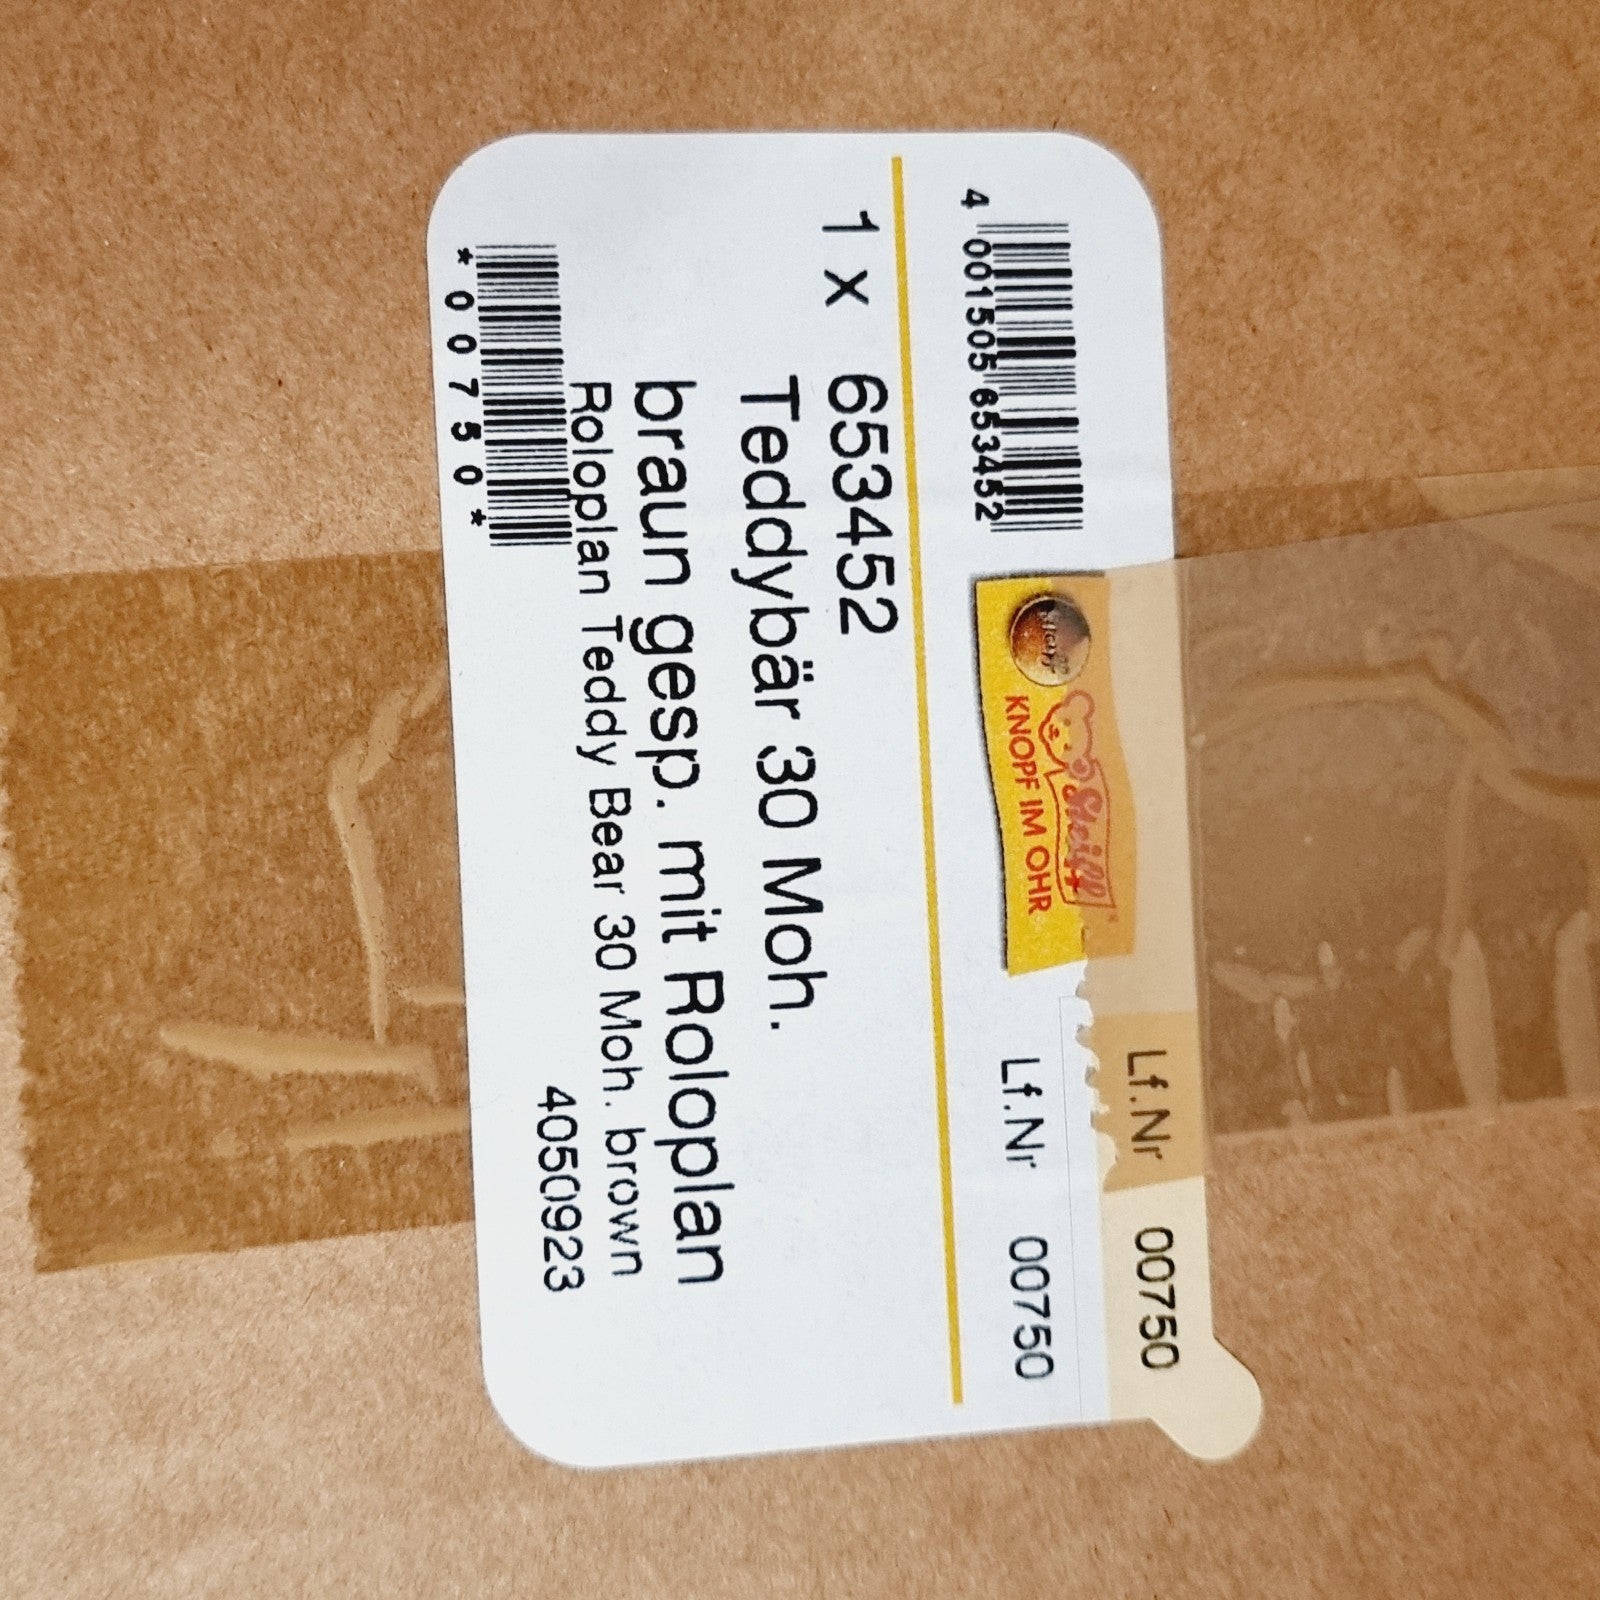 4 001505 653452
Steiff
Steiff
KNOPF IM OHR
Lf.Nr 00750
Lf.Nr 00750
1 x 653452
Teddybär 30 Moh.
braun gesp. mit Roloplan
Roloplan Teddy Bear 30 Moh. brown
*00750*
4050923